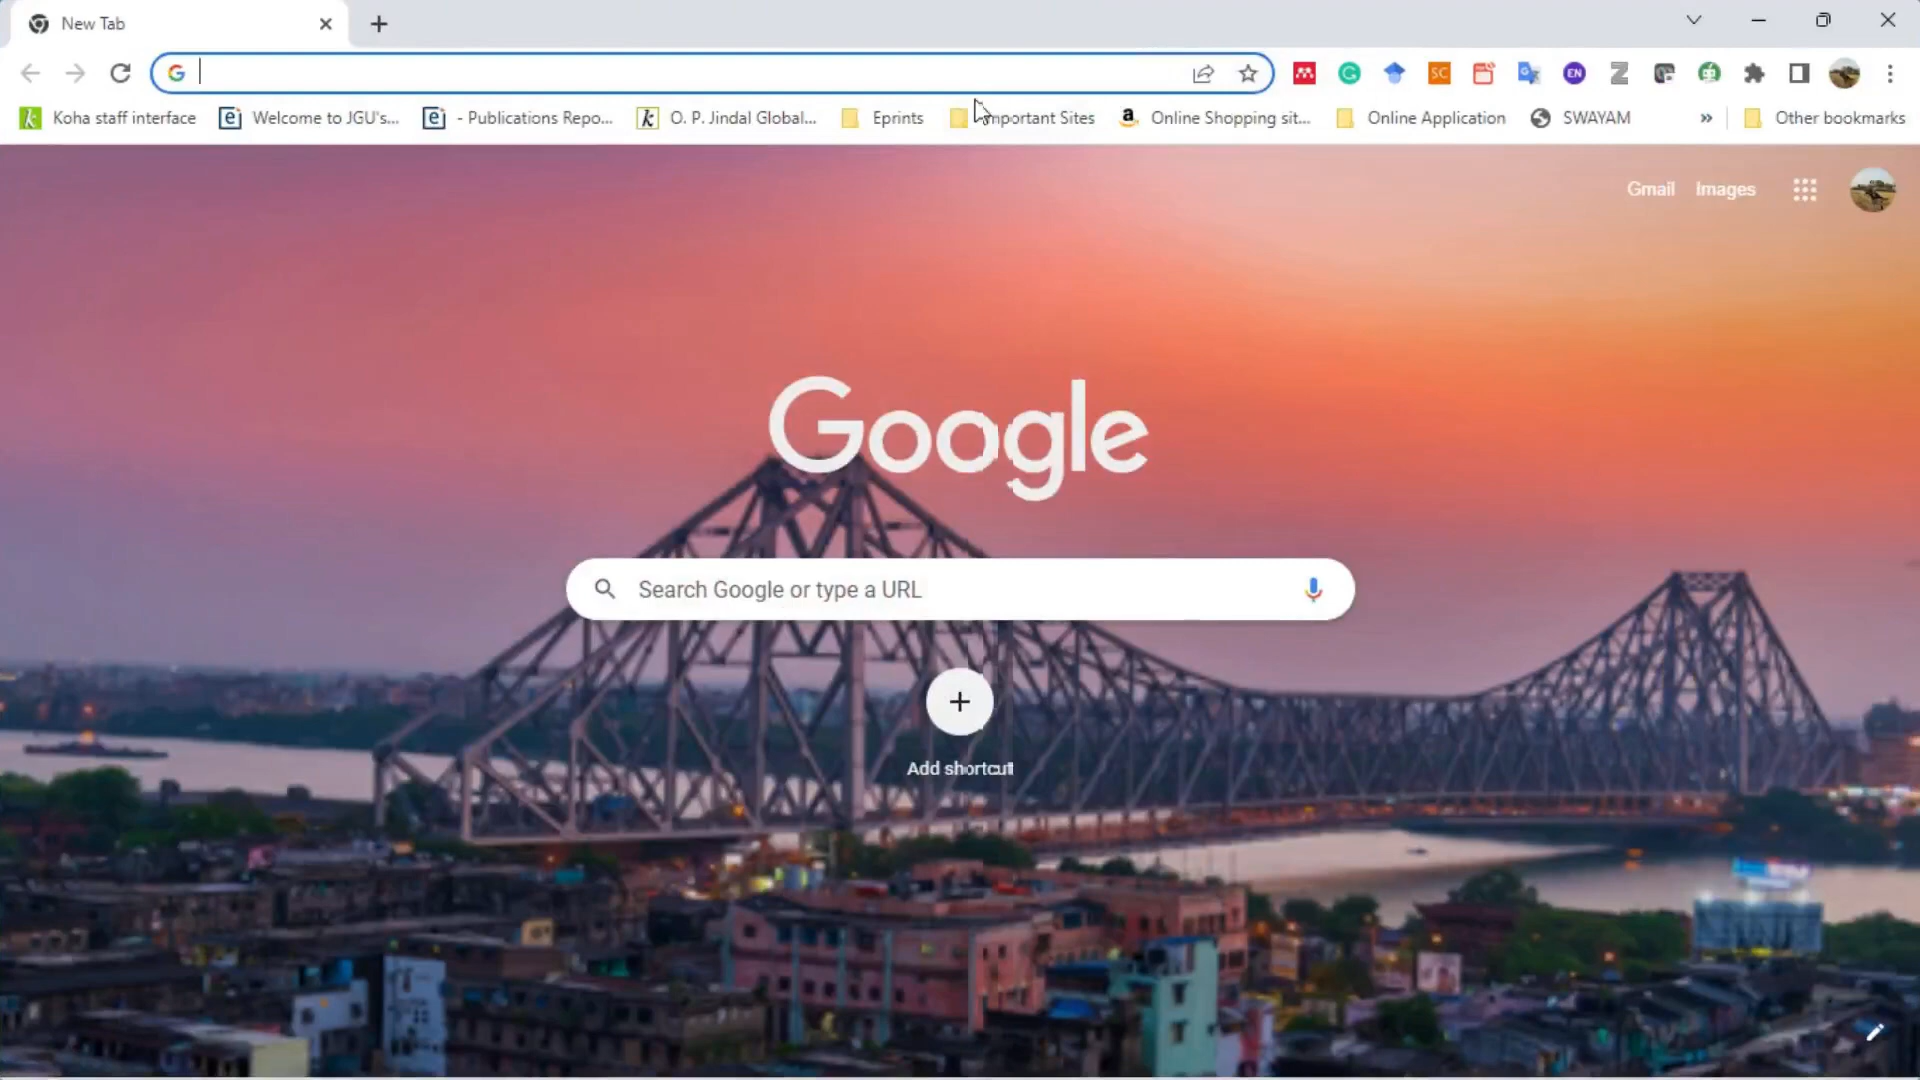 New Tab
Koha staff interface
Welcome to JGU's...
- Publications Repo...
O. P. Jindal Global...
Eprints
Important Sites
Online Shopping sit...
Online Application
SWAYAM
»
Other bookmarks
Gmail
Images
Google
Search Google or type a URL
Add shortcut